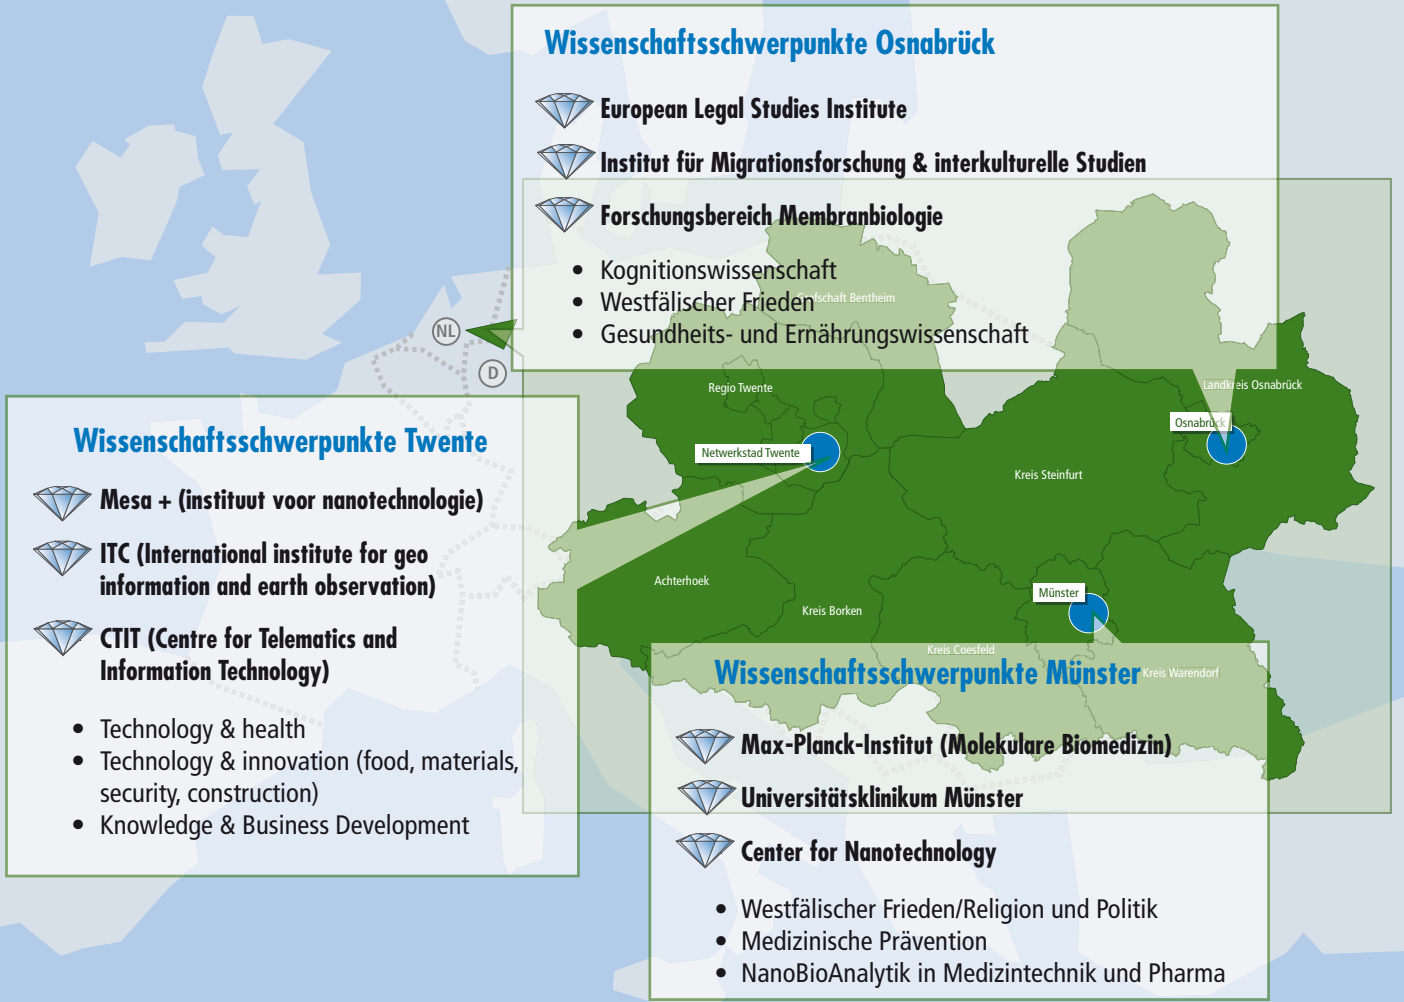 Wissenschaftsschwerpunkte Osnabrück
European Legal Studies Institute
Institut für Migrationsforschung & interkulturelle Studien
Forschungsbereich Membranbiologie
• Kognitionswissenschaft
• Westfälischer Frieden
• Gesundheits- und Ernährungswissenschaft
Grafschaft Bentheim
NL
D
Regio Twente
Landkreis Osnabrück
Osnabrück
Netwerkstad Twente
Kreis Steinfurt
Achterhoek
Kreis Borken
Münster
Kreis Coesfeld
Kreis Warendorf
Wissenschaftsschwerpunkte Twente
Mesa + (instituut voor nanotechnologie)
ITC (International institute for geo
information and earth observation)
CTIT (Centre for Telematics and
Information Technology)
• Technology & health
• Technology & innovation (food, materials,
security, construction)
• Knowledge & Business Development
Wissenschaftsschwerpunkte Münster
Max-Planck-Institut (Molekulare Biomedizin)
Universitätsklinikum Münster
Center for Nanotechnology
• Westfälischer Frieden/Religion und Politik
• Medizinische Prävention
• NanoBioAnalytik in Medizintechnik und Pharma